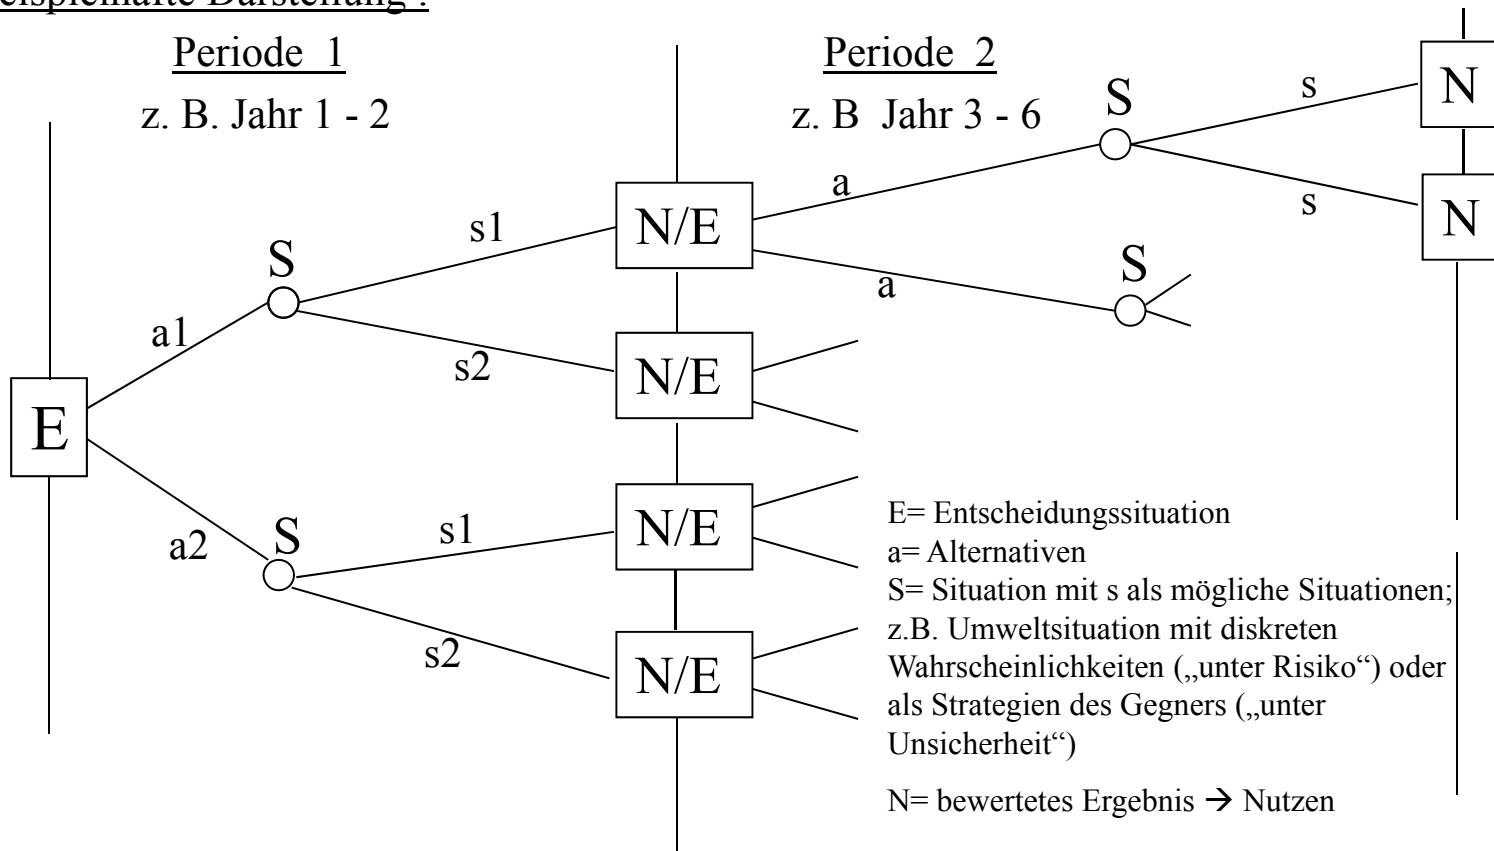 eispielhafte Darstellung :
Periode 1
z. B. Jahr 1 - 2
Periode 2
z. B Jahr 3 - 6
E
a1
a2
S
S
s1
s2
s1
s2
N/E
N/E
N/E
N/E
a
a
S
S
s
s
N
N
E= Entscheidungssituation
a= Alternativen
S= Situation mit s als mögliche Situationen;
z.B. Umweltsituation mit diskreten
Wahrscheinlichkeiten („unter Risiko“) oder
als Strategien des Gegners („unter
Unsicherheit“)
N= bewertetes Ergebnis → Nutzen